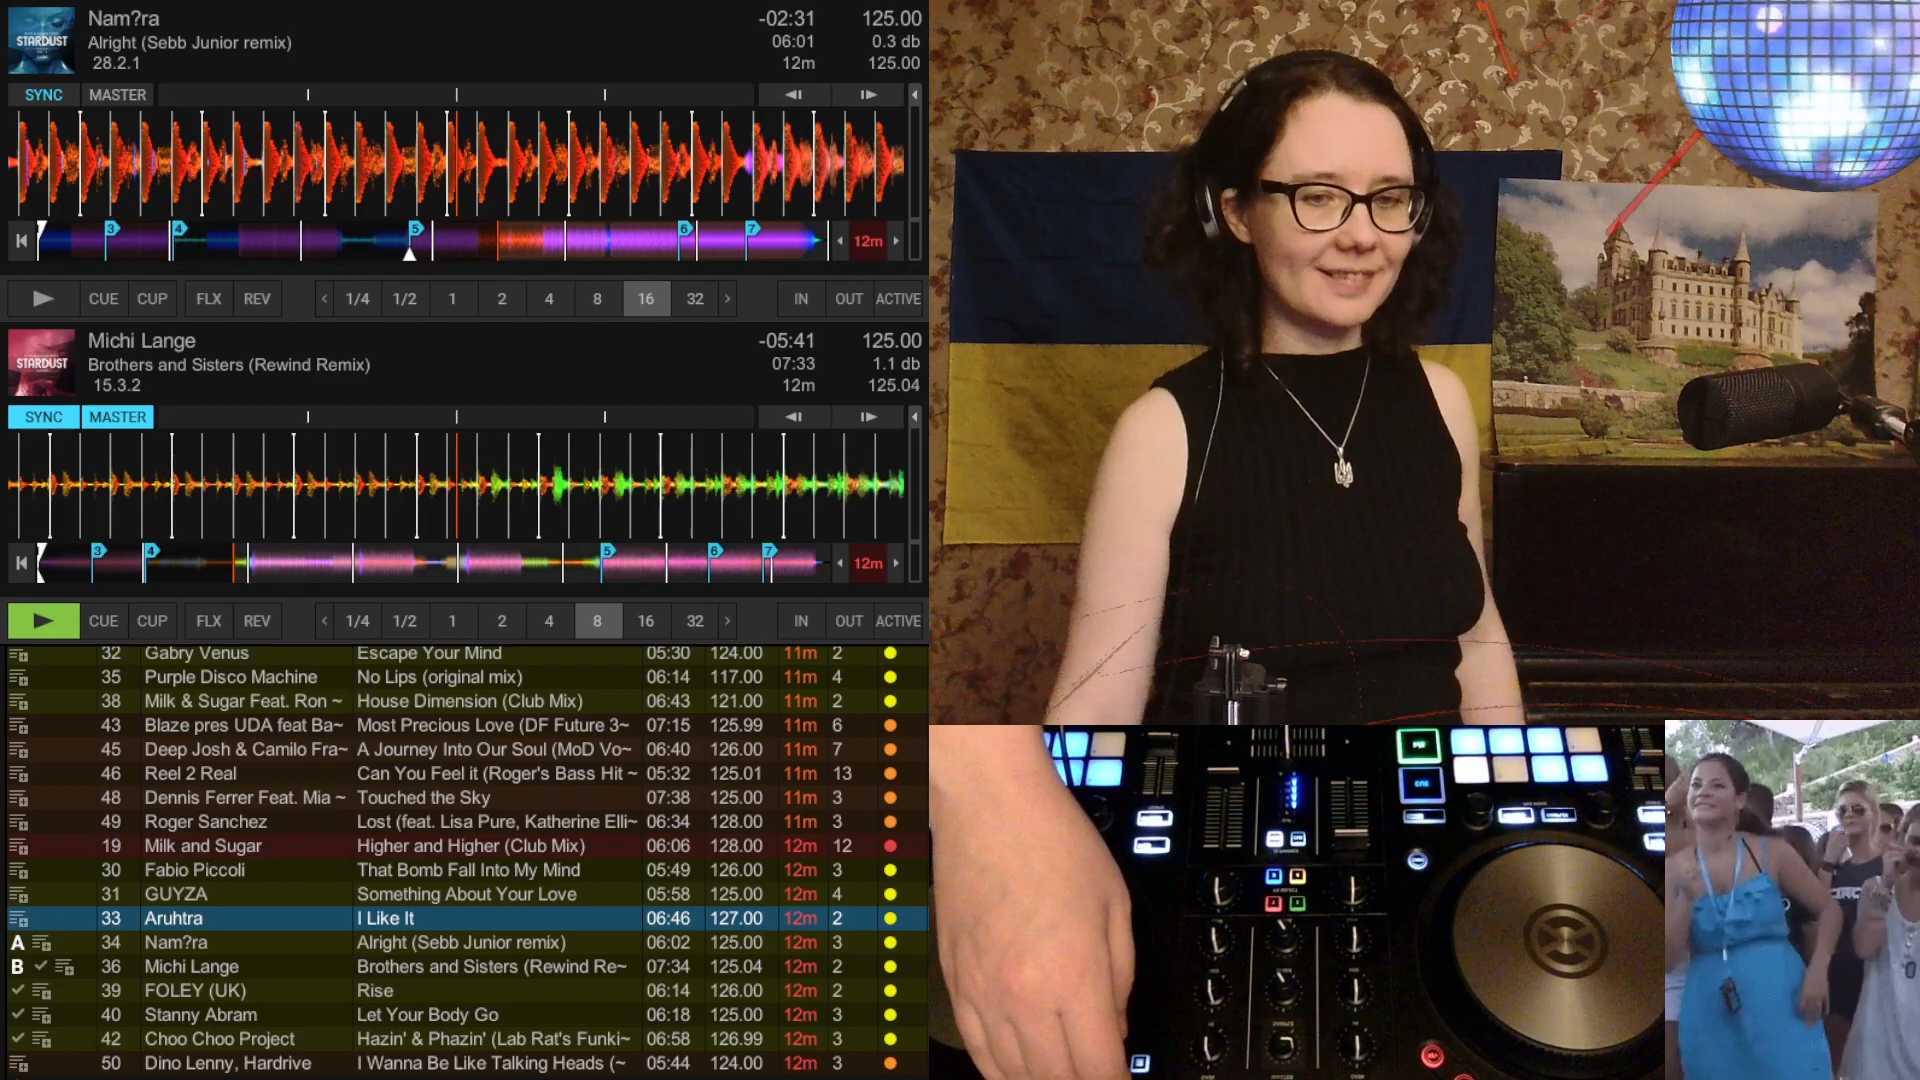 STARDUST
Nam?ra
Alright (Sebb Junior remix)
28.2.1
-02:31 125.00
06:01 0.3 db
12m 125.00
SYNC MASTER
3 4 5 6 7 12m
CUE CUP FLX REV 1/4 1/2 1 2 4 8 16 32 IN OUT ACTIVE
STARDUST
Michi Lange
Brothers and Sisters (Rewind Remix)
15.3.2
-05:41 125.00
07:33 1.1 db
12m 125.04
SYNC MASTER
3 4 5 6 7 12m
CUE CUP FLX REV 1/4 1/2 1 2 4 8 16 32 IN OUT ACTIVE
32 Gabry Venus Escape Your Mind 05:30 124.00 11m 2
35 Purple Disco Machine No Lips (original mix) 06:14 117.00 11m 4
38 Milk & Sugar Feat. Ron ~ House Dimension (Club Mix) 06:43 121.00 11m 2
43 Blaze pres UDA feat Ba~ Most Precious Love (DF Future 3~ 07:15 125.99 11m 6
45 Deep Josh & Camilo Fra~ A Journey Into Our Soul (MoD Vo~ 06:40 126.00 11m 7
46 Reel 2 Real Can You Feel it (Roger's Bass Hit ~ 05:32 125.01 11m 13
48 Dennis Ferrer Feat. Mia ~ Touched the Sky 07:38 125.00 11m 3
49 Roger Sanchez Lost (feat. Lisa Pure, Katherine Elli~ 06:34 128.00 11m 3
19 Milk and Sugar Higher and Higher (Club Mix) 06:06 128.00 12m 12
30 Fabio Piccoli That Bomb Fall Into My Mind 05:49 126.00 12m 3
31 GUYZA Something About Your Love 05:58 125.00 12m 4
33 Aruhtra I Like It 06:46 127.00 12m 2
A 34 Nam?ra Alright (Sebb Junior remix) 06:02 125.00 12m 3
B 36 Michi Lange Brothers and Sisters (Rewind Re~ 07:34 125.04 12m 2
39 FOLEY (UK) Rise 06:14 126.00 12m 2
40 Stanny Abram Let Your Body Go 06:18 125.00 12m 3
42 Choo Choo Project Hazin' & Phazin' (Lab Rat's Funki~ 06:58 126.99 12m 3
50 Dino Lenny, Hardrive I Wanna Be Like Talking Heads (~ 05:44 124.00 12m 3